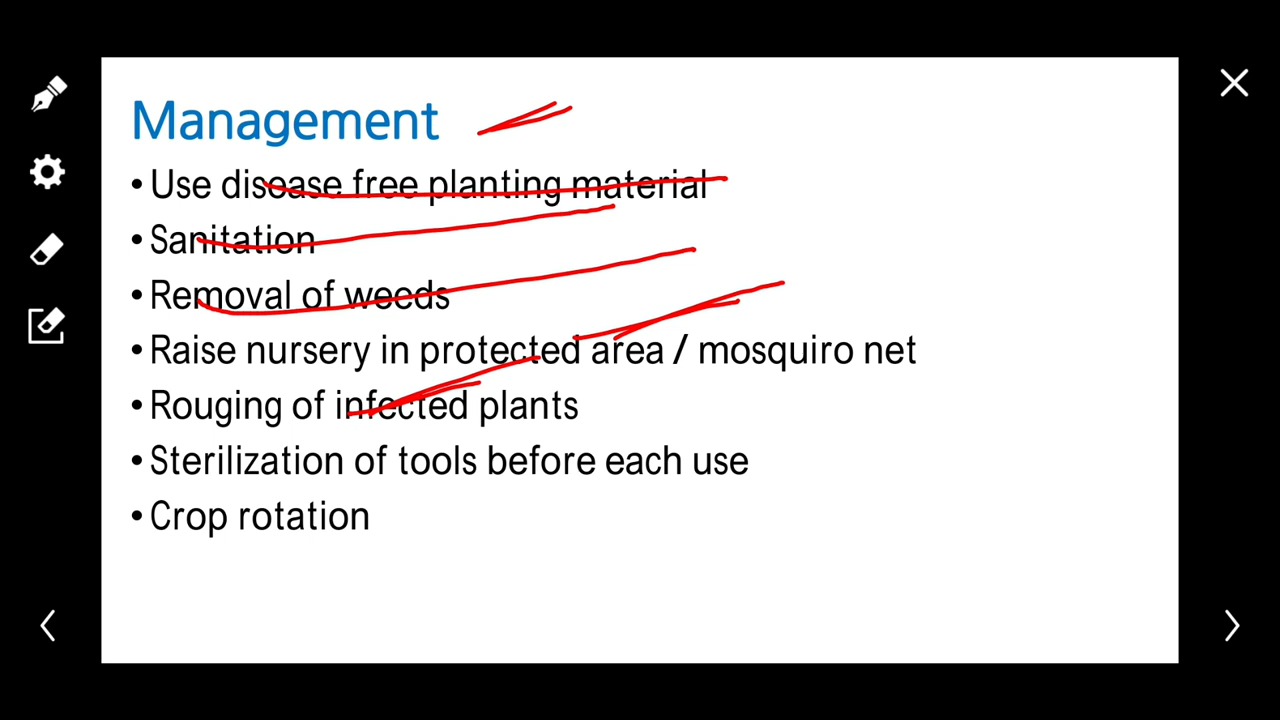 Management
• Use disease free planting material
• Sanitation
• Removal of weeds
• Raise nursery in protected area / mosquiro net
• Rouging of infected plants
• Sterilization of tools before each use
• Crop rotation